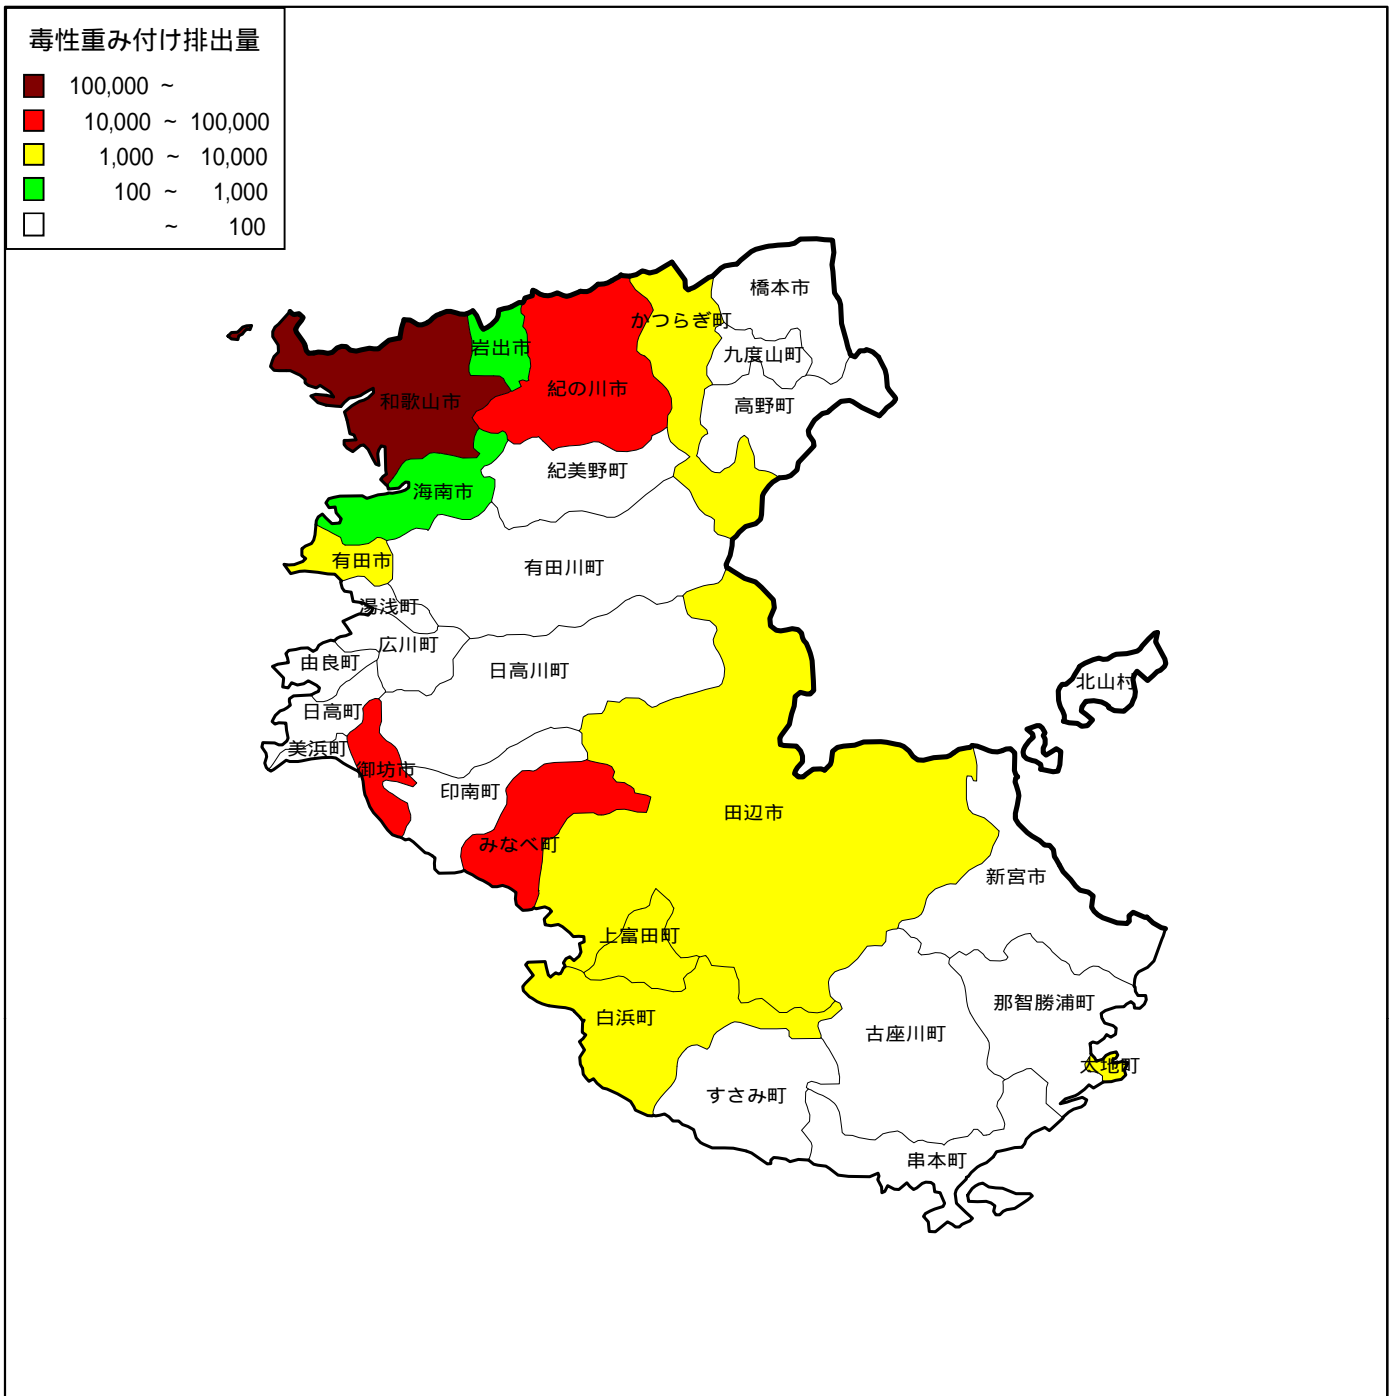 毒性重み付け排出量
100,000 ~
10,000 ~ 100,000
1,000 ~ 10,000
100 ~ 1,000
~ 100
橋本市
かつらぎ町
岩出市
九度山町
紀の川市
和歌山市
高野町
紀美野町
海南市
有田市
有田川町
湯浅町
広川町
由良町
日高川町
北山村
日高町
美浜町
御坊市
印南町
田辺市
みなべ町
新宮市
上富田町
那智勝浦町
白浜町
古座川町
太地町
すさみ町
串本町